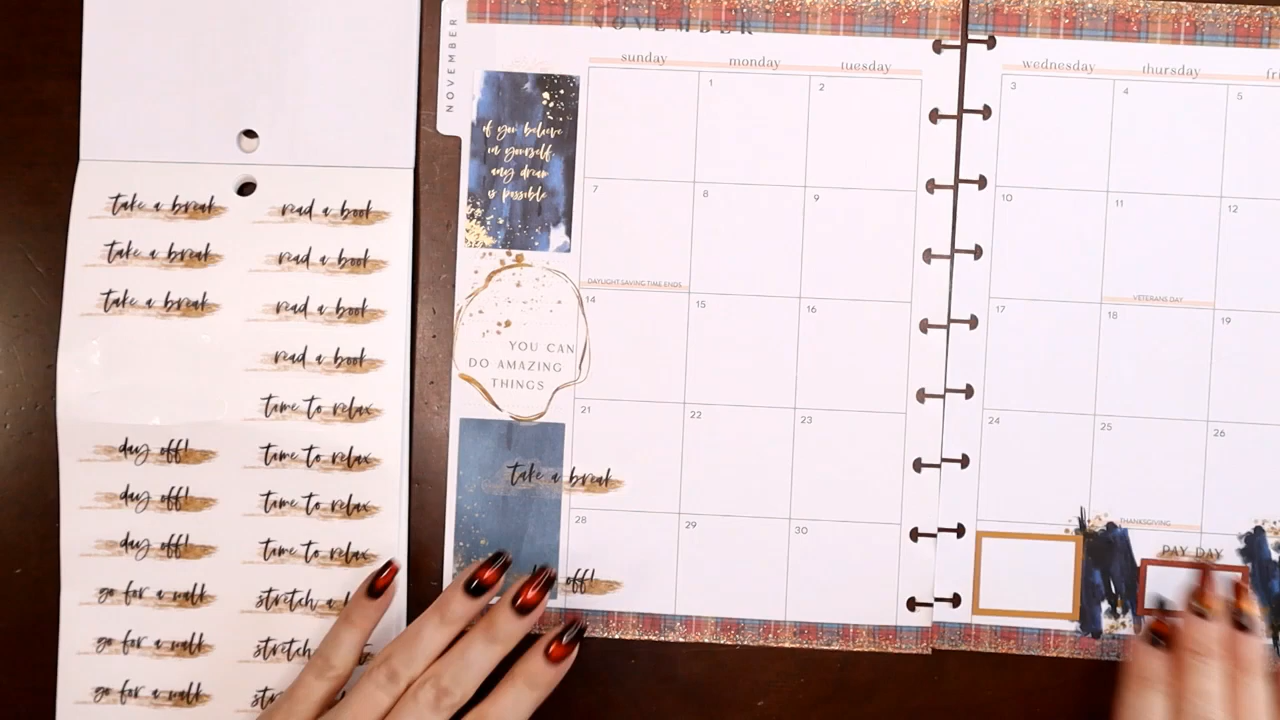 take a break
read a book
take a break
read a book
take a break
read a book
read a book
time to relax
day off!
time to relax
day off!
time to relax
day off!
time to relax
go for a walk
stretch a
go for a walk
stretch
go for a walk
NOVEMBER
NOVEMBER
sunday monday tuesday
1 2
7 8 9
DAYLIGHT SAVING TIME ENDS
14 15 16
21 22 23
28 29 30
if you believe
in yourself,
any dream
is possible
YOU CAN
DO AMAZING
THINGS
take a break
off!
wednesday thursday
3 4 5
10 11 12
VETERANS DAY
17 18 19
24 25 26
THANKSGIVING
PAY DAY